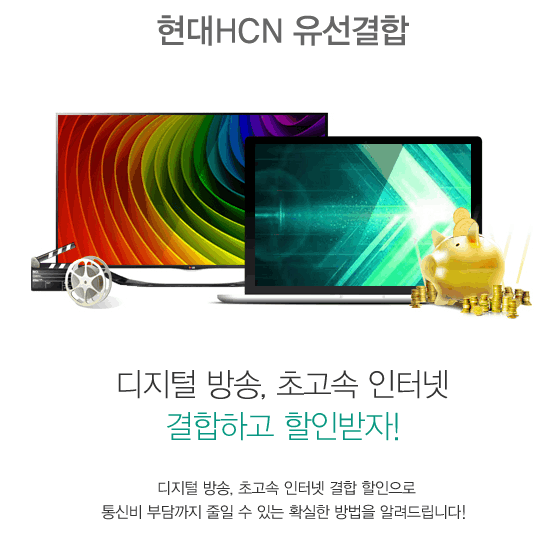 현대HCN 유선결합
디지털 방송, 초고속 인터넷
결합하고 할인받자!
디지털 방송, 초고속 인터넷 결합 할인으로
통신비 부담까지 줄일 수 있는 확실한 방법을 알려드립니다!